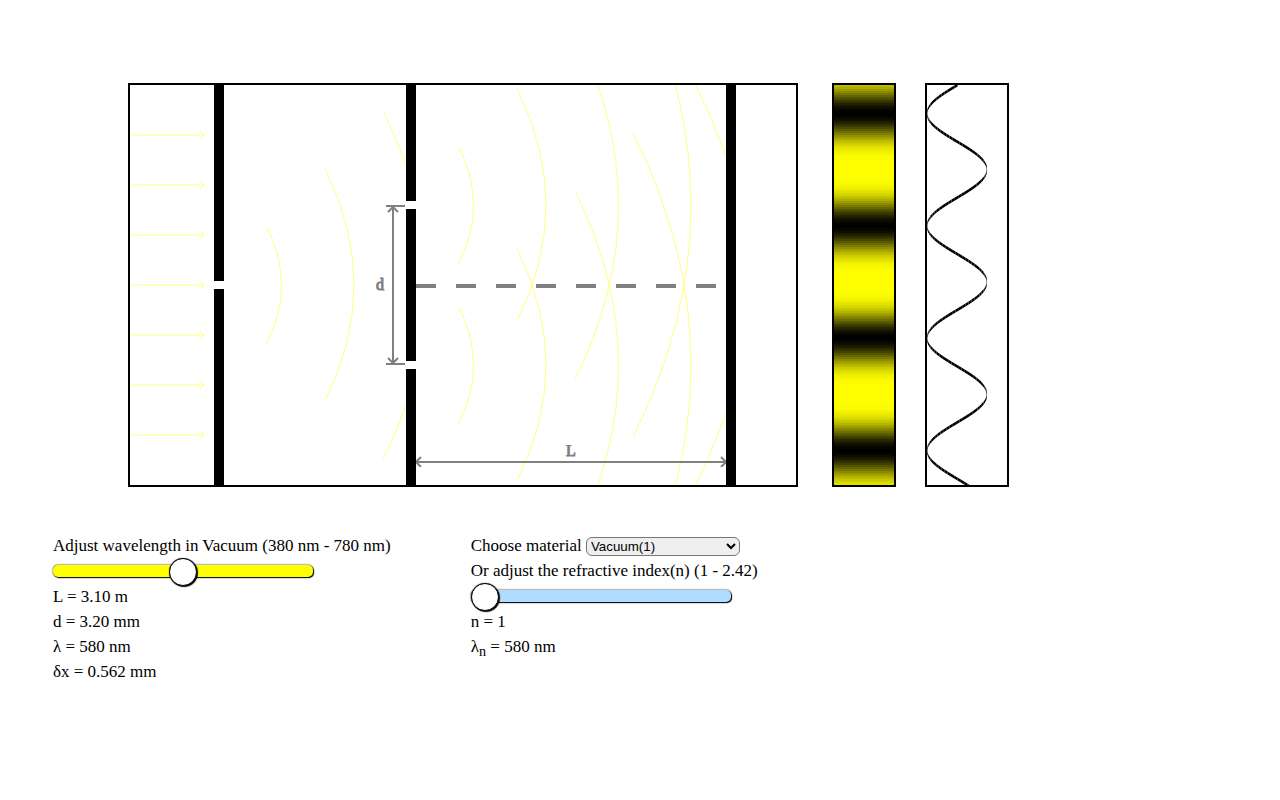 d
L
Adjust wavelength in Vacuum (380 nm - 780 nm)
L = 3.10 m
d = 3.20 mm
λ = 580 nm
δx = 0.562 mm
Choose material Vacuum(1)
Or adjust the refractive index(n) (1 - 2.42)
n = 1
λn = 580 nm